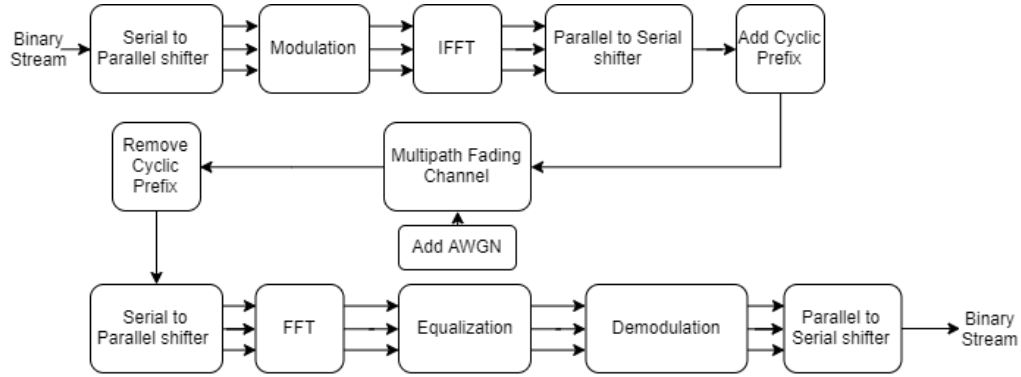 Binary
Stream
Serial to
Parallel shifter
Modulation
IFFT
Parallel to Serial
shifter
Add Cyclic
Prefix
Remove
Cyclic
Prefix
Multipath Fading
Channel
Add AWGN
Serial to
Parallel shifter
FFT
Equalization
Demodulation
Parallel to
Serial shifter
Binary
Stream